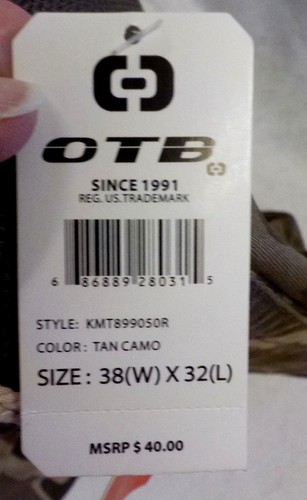 OTB
SINCE 1991
REG. US.TRADEMARK
6 86889 28031 5
STYLE: KMT899050R
COLOR: TAN CAMO
SIZE: 38(W) X 32(L)
MSRP $ 40.00